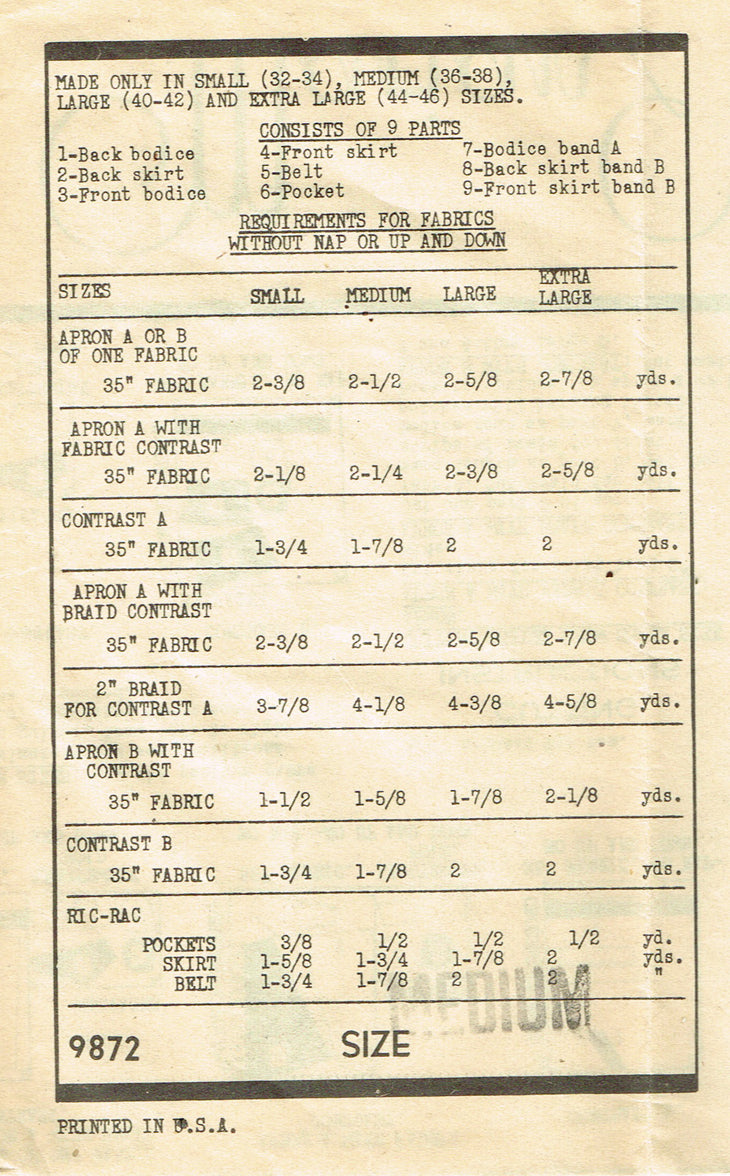 MADE ONLY IN SMALL (32-34), MEDIUM (36-38),
LARGE (40-42) AND EXTRA LARGE (44-46) SIZES.
CONSISTS OF 9 PARTS
1-Back bodice 4-Front skirt 7-Bodice band A
2-Back skirt 5-Belt 8-Back skirt band B
3-Front bodice 6-Pocket 9-Front skirt band B
REQUIREMENTS FOR FABRICS
WITHOUT NAP OR UP AND DOWN
SIZES SMALL MEDIUM LARGE EXTRA LARGE
APRON A OR B
OF ONE FABRIC
35" FABRIC 2-3/8 2-1/2 2-5/8 2-7/8 yds.
APRON A WITH
FABRIC CONTRAST
35" FABRIC 2-1/8 2-1/4 2-3/8 2-5/8 yds.
CONTRAST A
35" FABRIC 1-3/4 1-7/8 2 2 yds.
APRON A WITH
BRAID CONTRAST
35" FABRIC 2-3/8 2-1/2 2-5/8 2-7/8 yds.
2" BRAID
FOR CONTRAST A 3-7/8 4-1/8 4-3/8 4-5/8 yds.
APRON B WITH
CONTRAST
35" FABRIC 1-1/2 1-5/8 1-7/8 2-1/8 yds.
CONTRAST B
35" FABRIC 1-3/4 1-7/8 2 2 yds.
RIC-RAC
POCKETS 3/8 1/2 1/2 1/2 yd.
SKIRT 1-5/8 1-3/4 1-7/8 2 yds.
BELT 1-3/4 1-7/8 2 2 "
MEDIUM
9872 SIZE
PRINTED IN U.S.A.